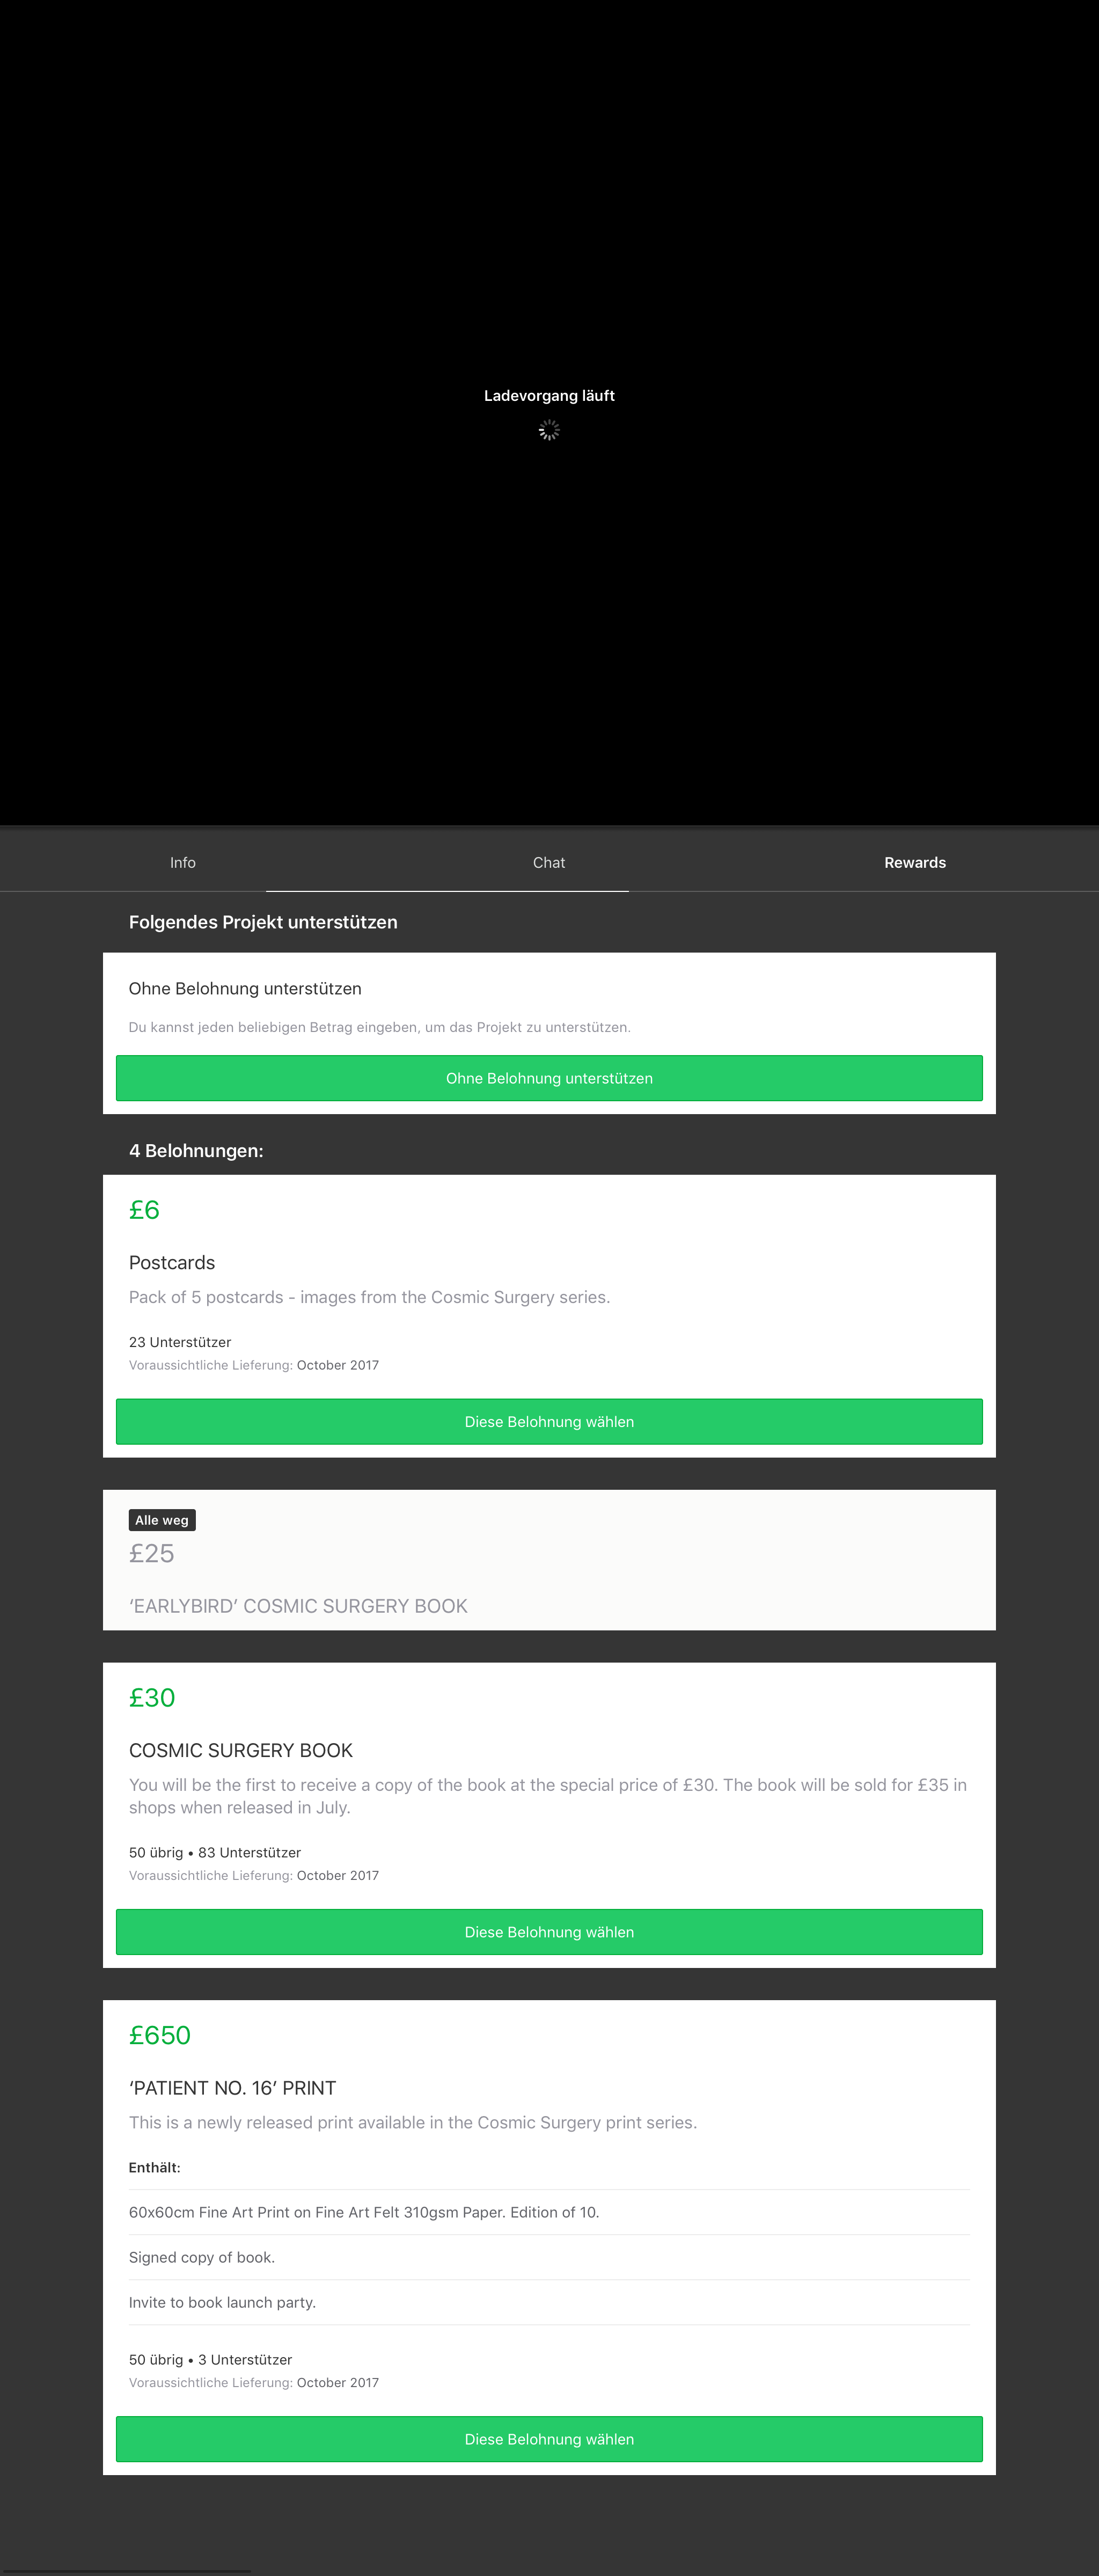 Ladevorgang läuft
Info
Chat
Rewards
Folgendes Projekt unterstützen
Ohne Belohnung unterstützen
Du kannst jeden beliebigen Betrag eingeben, um das Projekt zu unterstützen.
Ohne Belohnung unterstützen
4 Belohnungen:
£6
Postcards
Pack of 5 postcards - images from the Cosmic Surgery series.
23 Unterstützer
Voraussichtliche Lieferung: October 2017
Diese Belohnung wählen
Alle weg
£25
‘EARLYBIRD’ COSMIC SURGERY BOOK
£30
COSMIC SURGERY BOOK
You will be the first to receive a copy of the book at the special price of £30. The book will be sold for £35 in
shops when released in July.
50 übrig • 83 Unterstützer
Voraussichtliche Lieferung: October 2017
Diese Belohnung wählen
£650
‘PATIENT NO. 16’ PRINT
This is a newly released print available in the Cosmic Surgery print series.
Enthält:
60x60cm Fine Art Print on Fine Art Felt 310gsm Paper. Edition of 10.
Signed copy of book.
Invite to book launch party.
50 übrig • 3 Unterstützer
Voraussichtliche Lieferung: October 2017
Diese Belohnung wählen